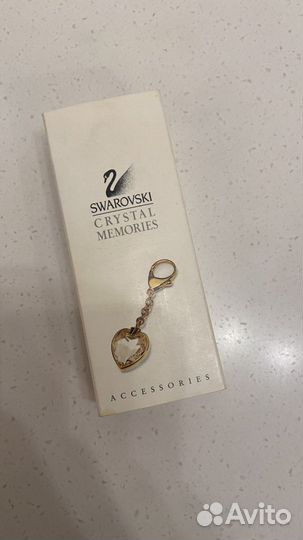 SWAROVSKI
CRYSTAL
MEMORIES
ACCESSORIES
Avito